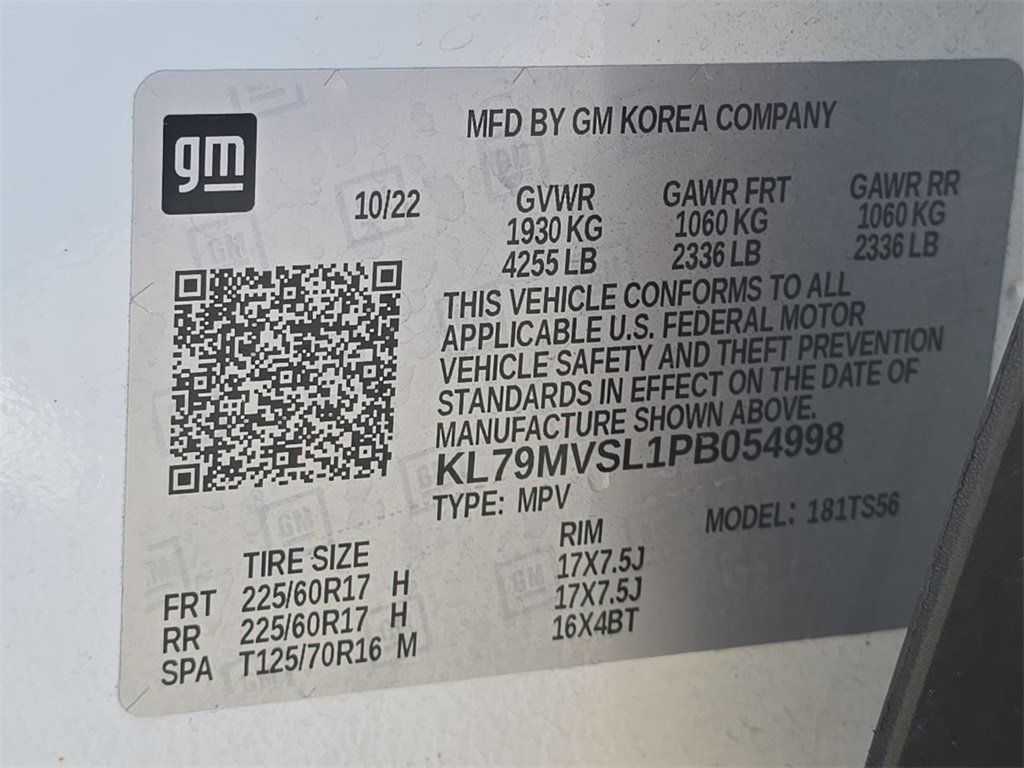 gm
MFD BY GM KOREA COMPANY
10/22
GVWR GAWR FRT GAWR RR
1930 KG 1060 KG 1060 KG
4255 LB 2336 LB 2336 LB
THIS VEHICLE CONFORMS TO ALL
APPLICABLE U.S. FEDERAL MOTOR
VEHICLE SAFETY AND THEFT PREVENTION
STANDARDS IN EFFECT ON THE DATE OF
MANUFACTURE SHOWN ABOVE.
KL79MVSL1PB054998
TYPE: MPV MODEL: 181TS56
TIRE SIZE RIM
FRT 225/60R17 H 17X7.5J
RR 225/60R17 H 17X7.5J
SPA T125/70R16 M 16X4BT